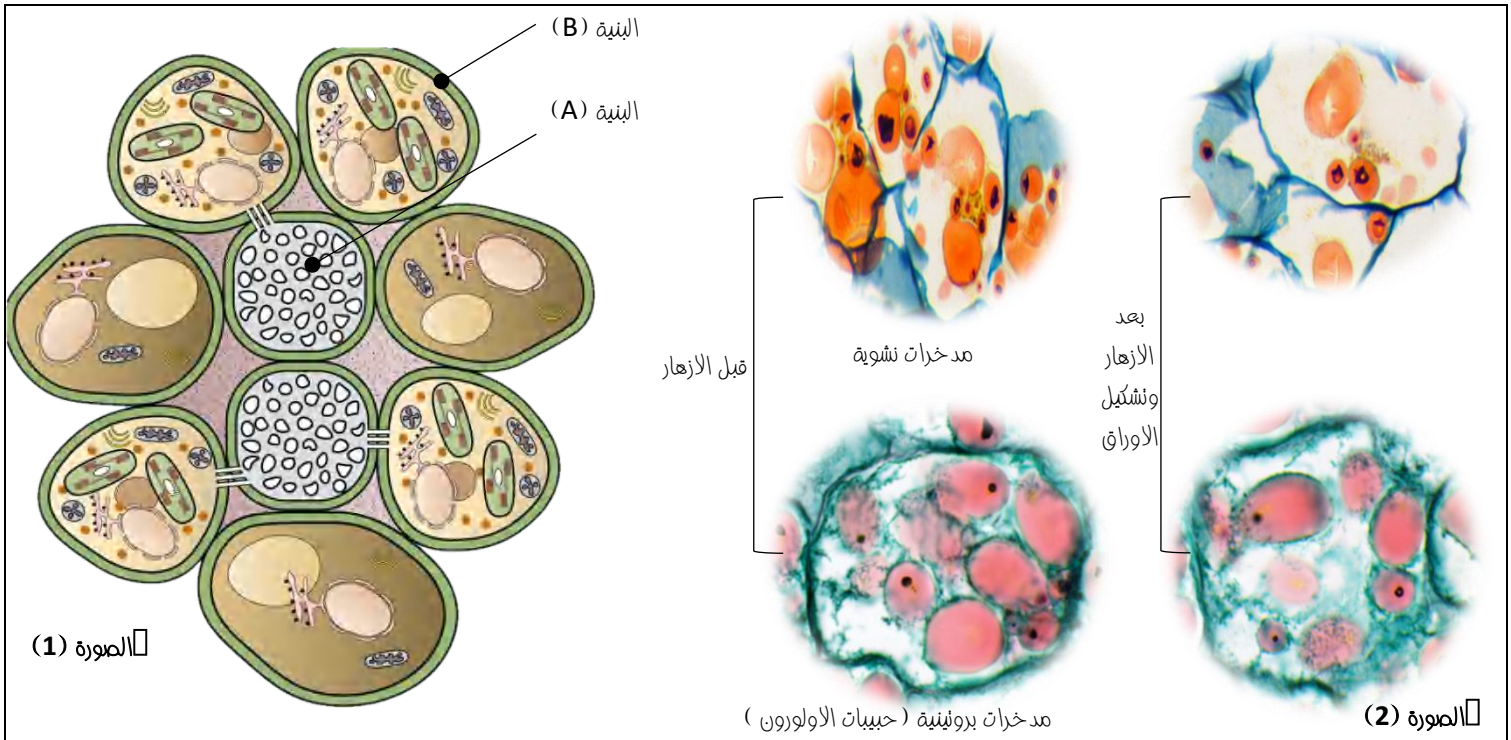 البنية (B)
البنية (A)
الصورة (1)
مدخرات نشوية
قبل الازهار
مدخرات بروتينية (حبيبات الاولورون)
بعد
الازهار
وتشكيل
الاوراق
الصورة (2)